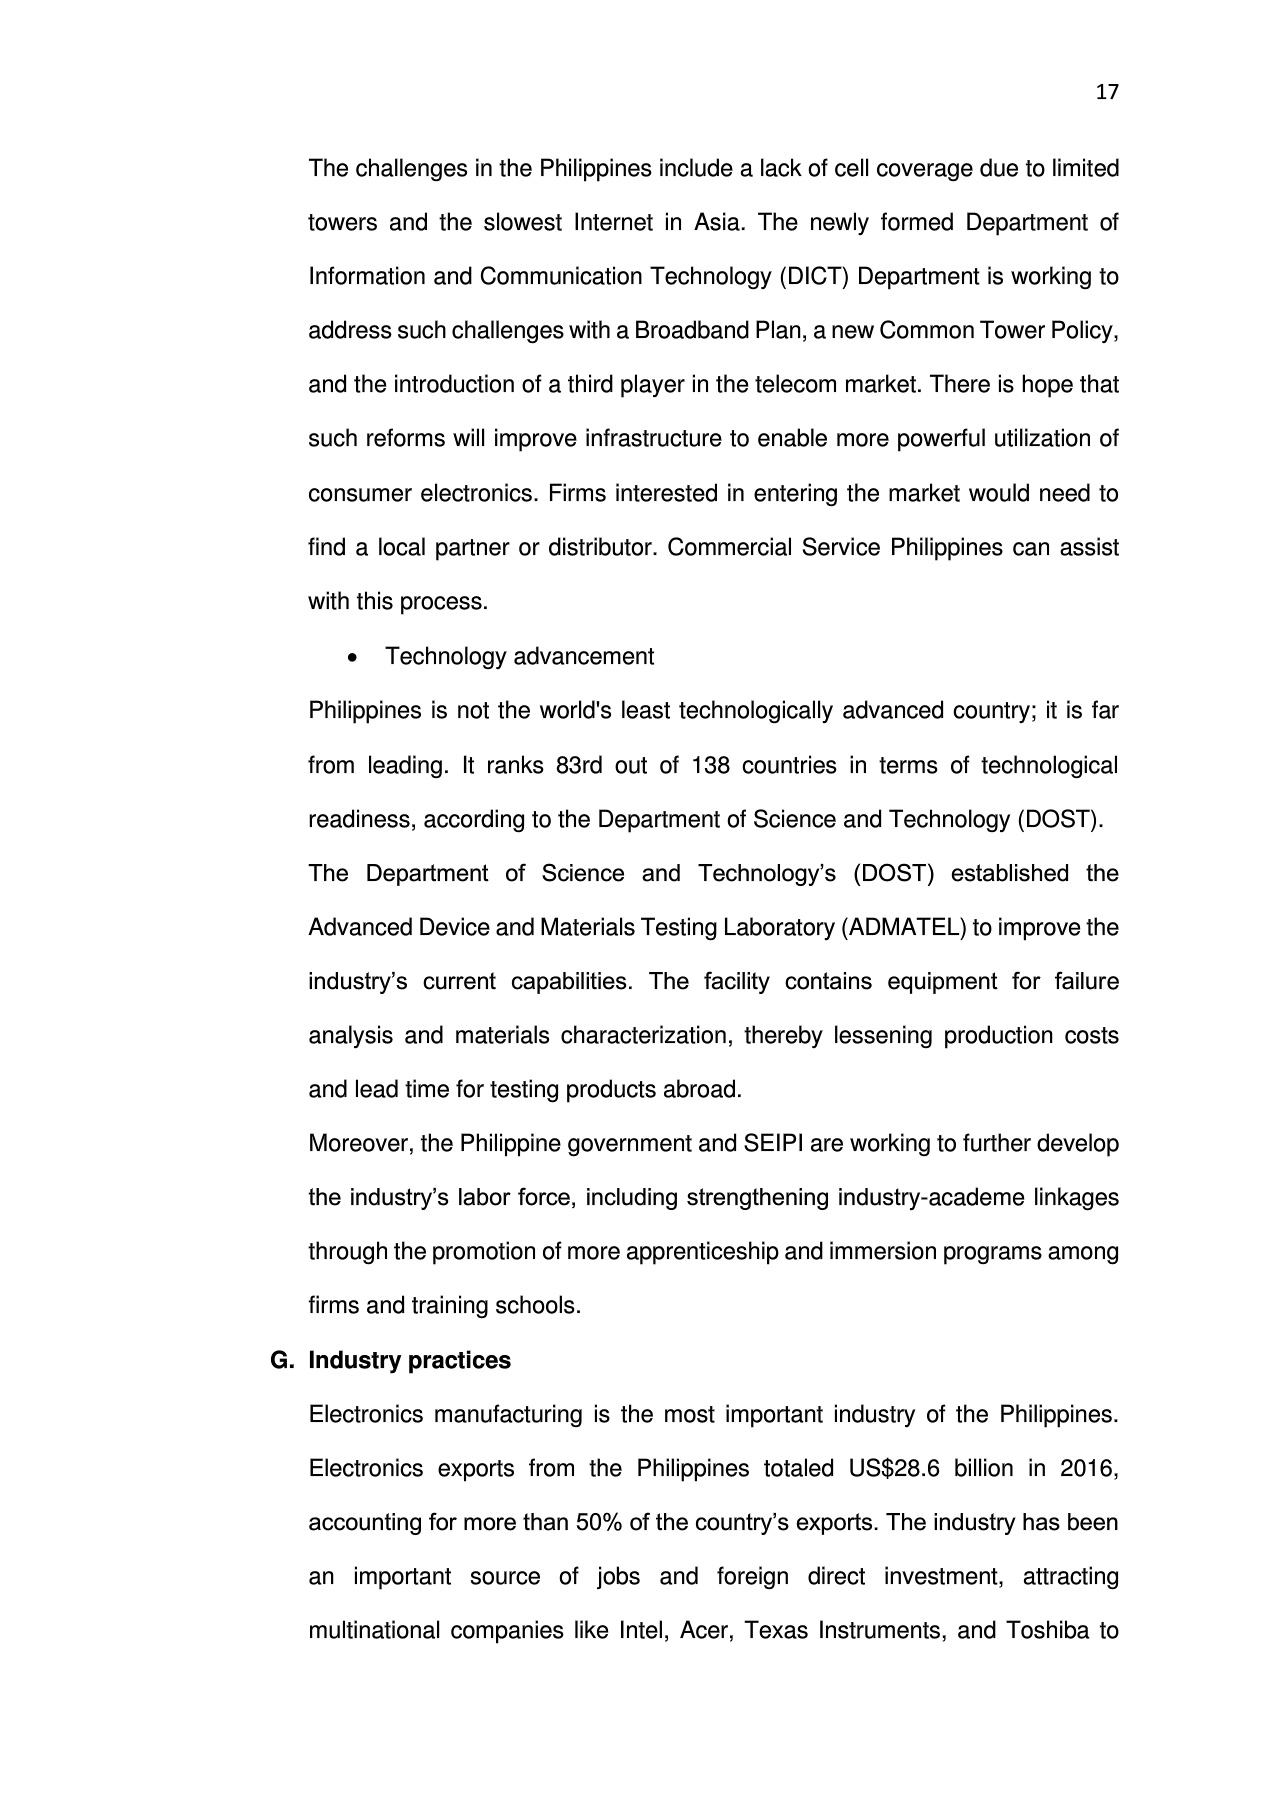 17
The challenges in the Philippines include a lack of cell coverage due to limited
towers and the slowest Internet in Asia. The newly formed Department of
Information and Communication Technology (DICT) Department is working to
address such challenges with a Broadband Plan, a new Common Tower Policy,
and the introduction of a third player in the telecom market. There is hope that
such reforms will improve infrastructure to enable more powerful utilization of
consumer electronics. Firms interested in entering the market would need to
find a local partner or distributor. Commercial Service Philippines can assist
with this process.
• Technology advancement
Philippines is not the world's least technologically advanced country; it is far
from leading. It ranks 83rd out of 138 countries in terms of technological
readiness, according to the Department of Science and Technology (DOST).
The Department of Science and Technology’s (DOST) established the
Advanced Device and Materials Testing Laboratory (ADMATEL) to improve the
industry’s current capabilities. The facility contains equipment for failure
analysis and materials characterization, thereby lessening production costs
and lead time for testing products abroad.
Moreover, the Philippine government and SEIPI are working to further develop
the industry’s labor force, including strengthening industry-academe linkages
through the promotion of more apprenticeship and immersion programs among
firms and training schools.
G. Industry practices
Electronics manufacturing is the most important industry of the Philippines.
Electronics exports from the Philippines totaled US$28.6 billion in 2016,
accounting for more than 50% of the country’s exports. The industry has been
an important source of jobs and foreign direct investment, attracting
multinational companies like Intel, Acer, Texas Instruments, and Toshiba to